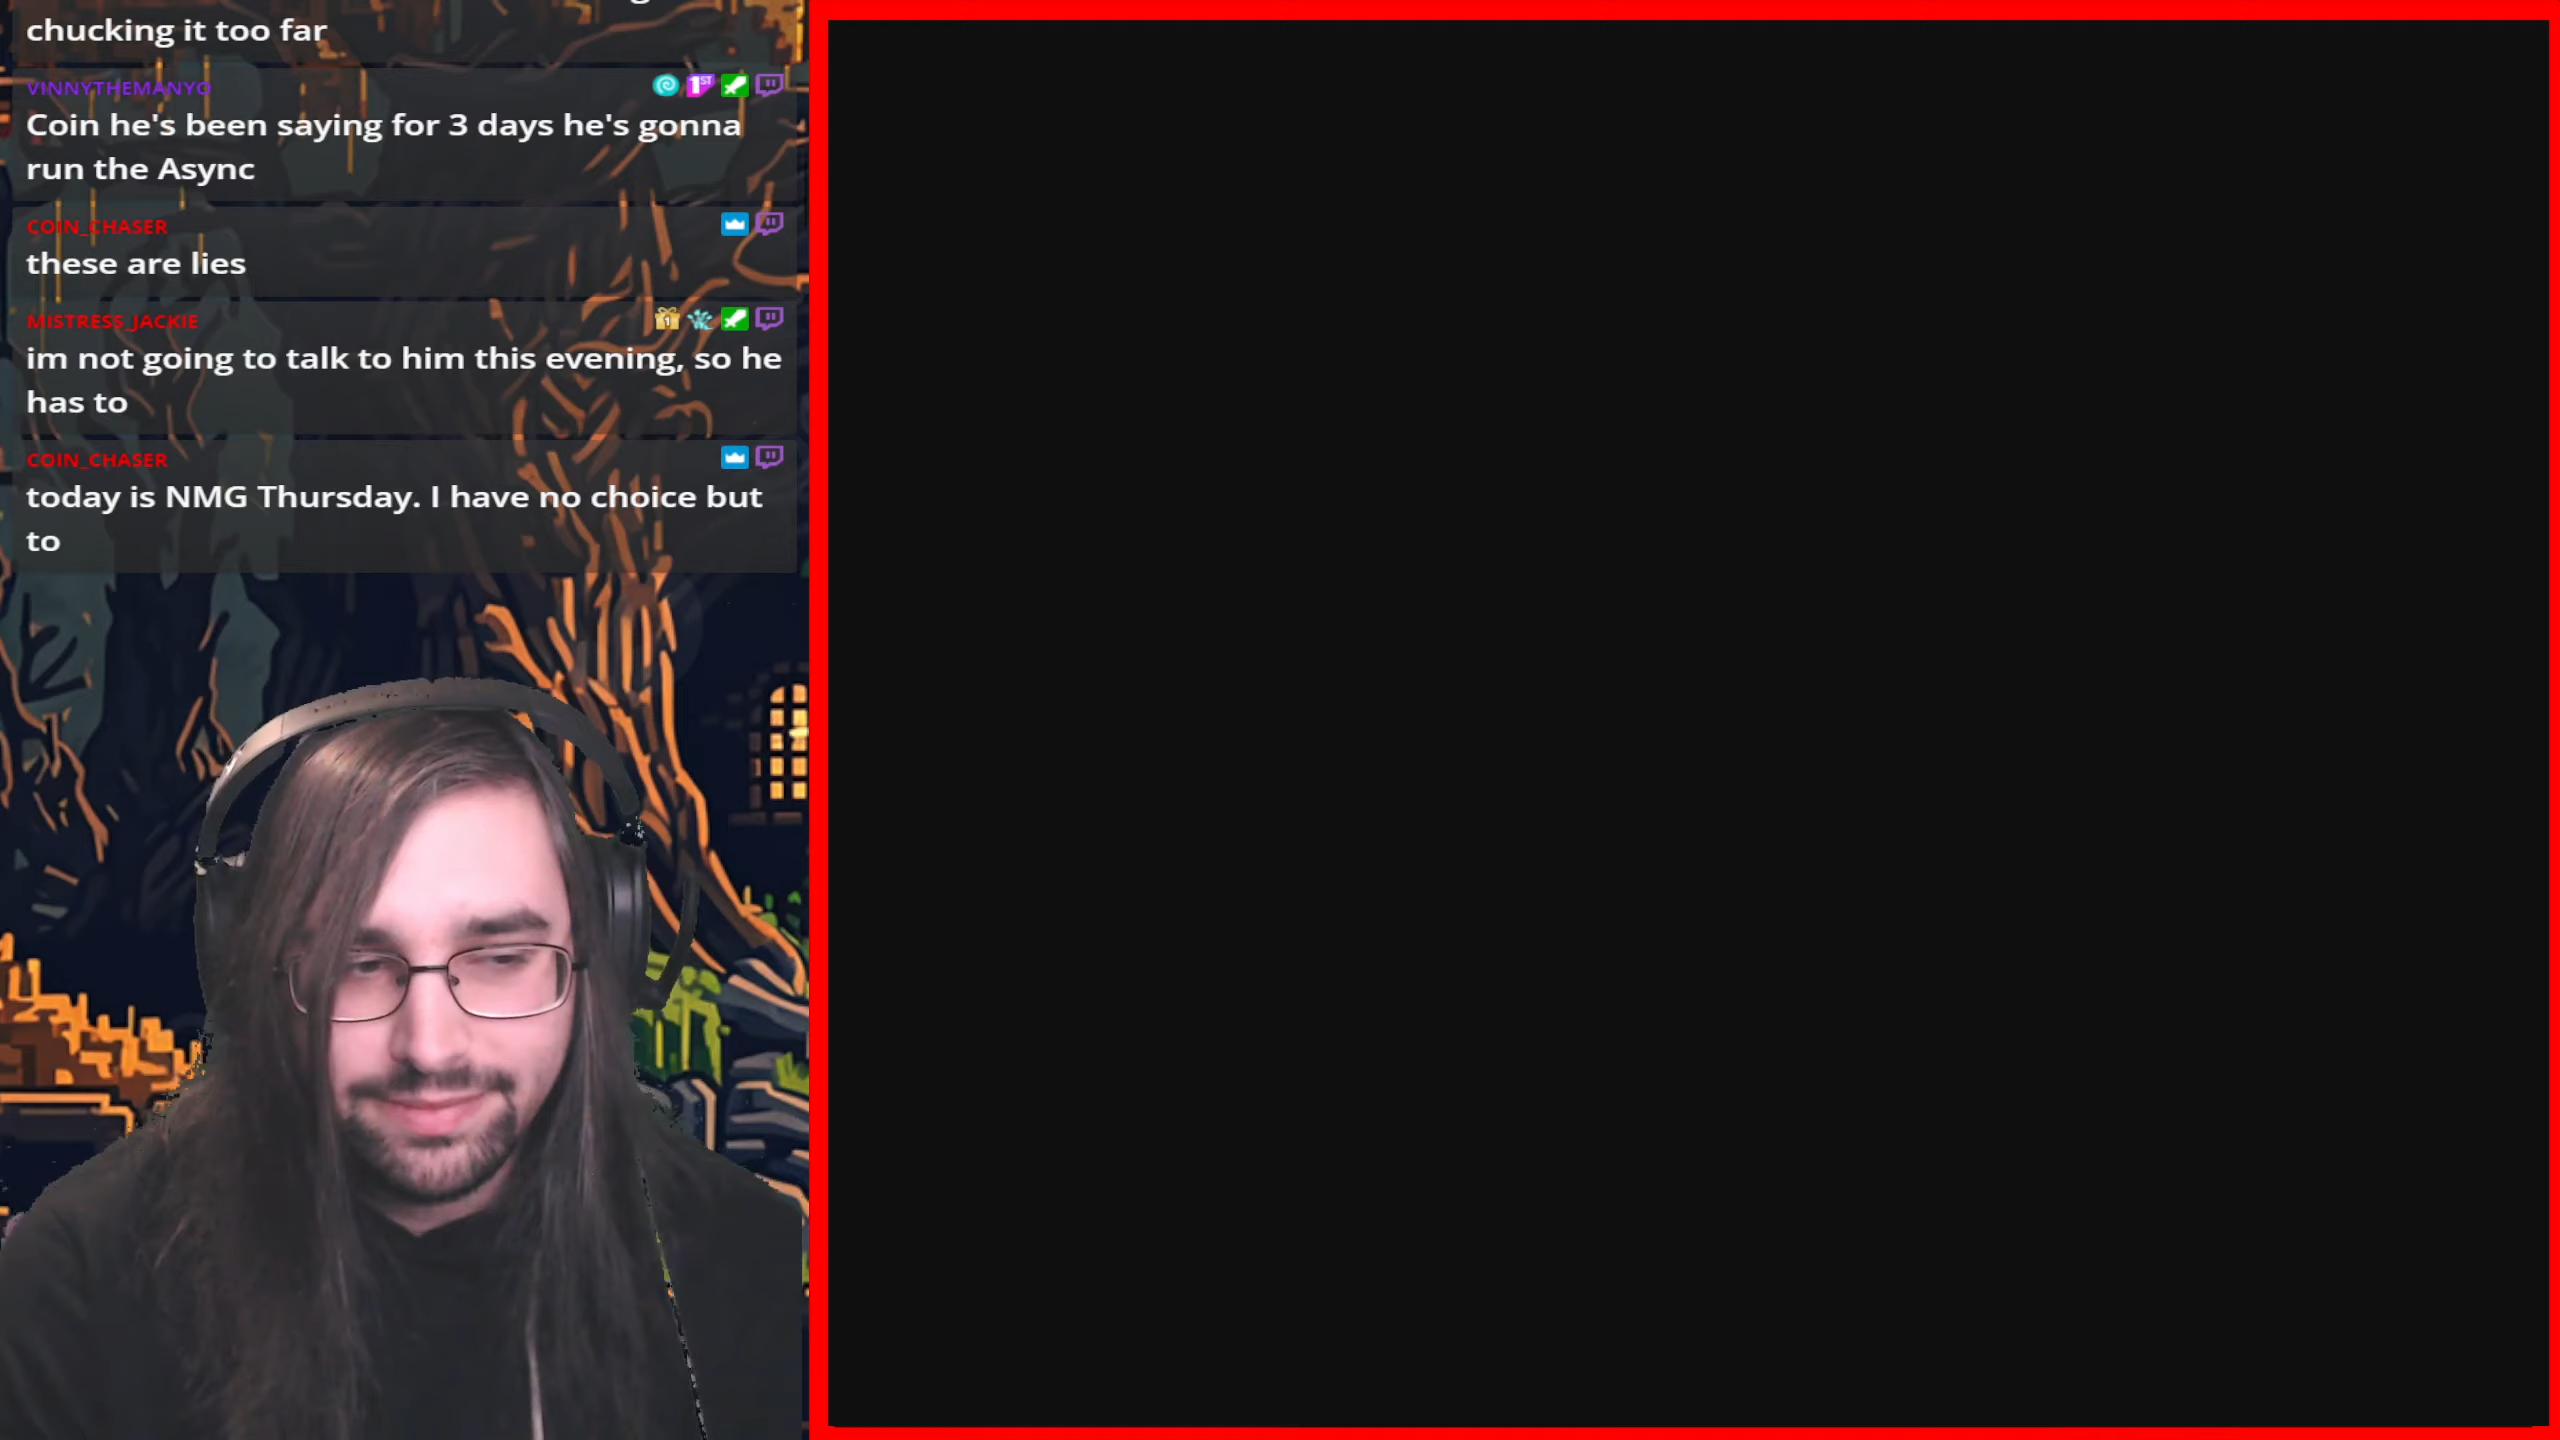 chucking it too far
VINNYTHEMANYO
1ST
Coin he's been saying for 3 days he's gonna
run the Async
COIN_CHASER
these are lies
MISTRESS_JACKIE
1
im not going to talk to him this evening, so he
has to
COIN_CHASER
today is NMG Thursday. I have no choice but
to